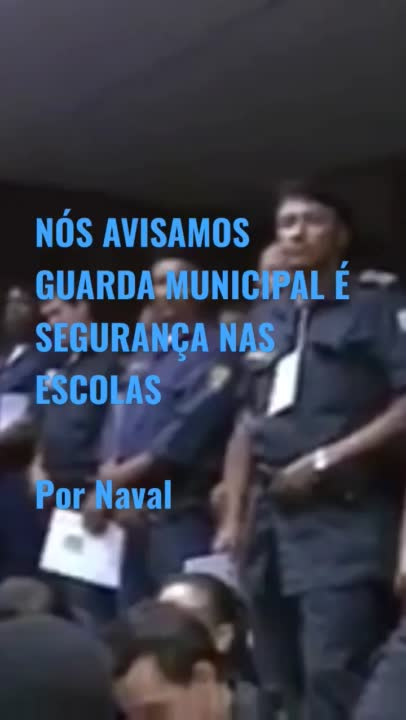 NÓS AVISAMOS
GUARDA MUNICIPAL É
SEGURANÇA NAS
ESCOLAS
Por Naval